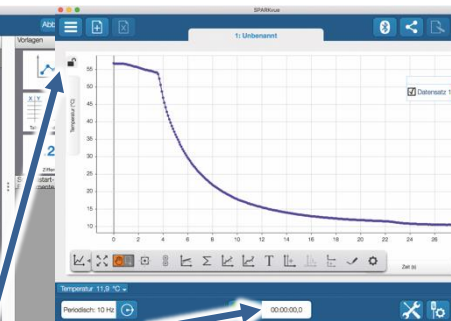 SPARKvue
Abb
1: Unbenannt
Vorlagen
Datensatz 1
Temperatur (°C)
55
50
45
40
35
30
25
20
15
10
X Y
0 2 4 6 8 10 12 14 16 18 20 22 24 26
Zeit (s)
Temperatur 11,9 °C
Periodisch: 10 Hz
00:00:00,0